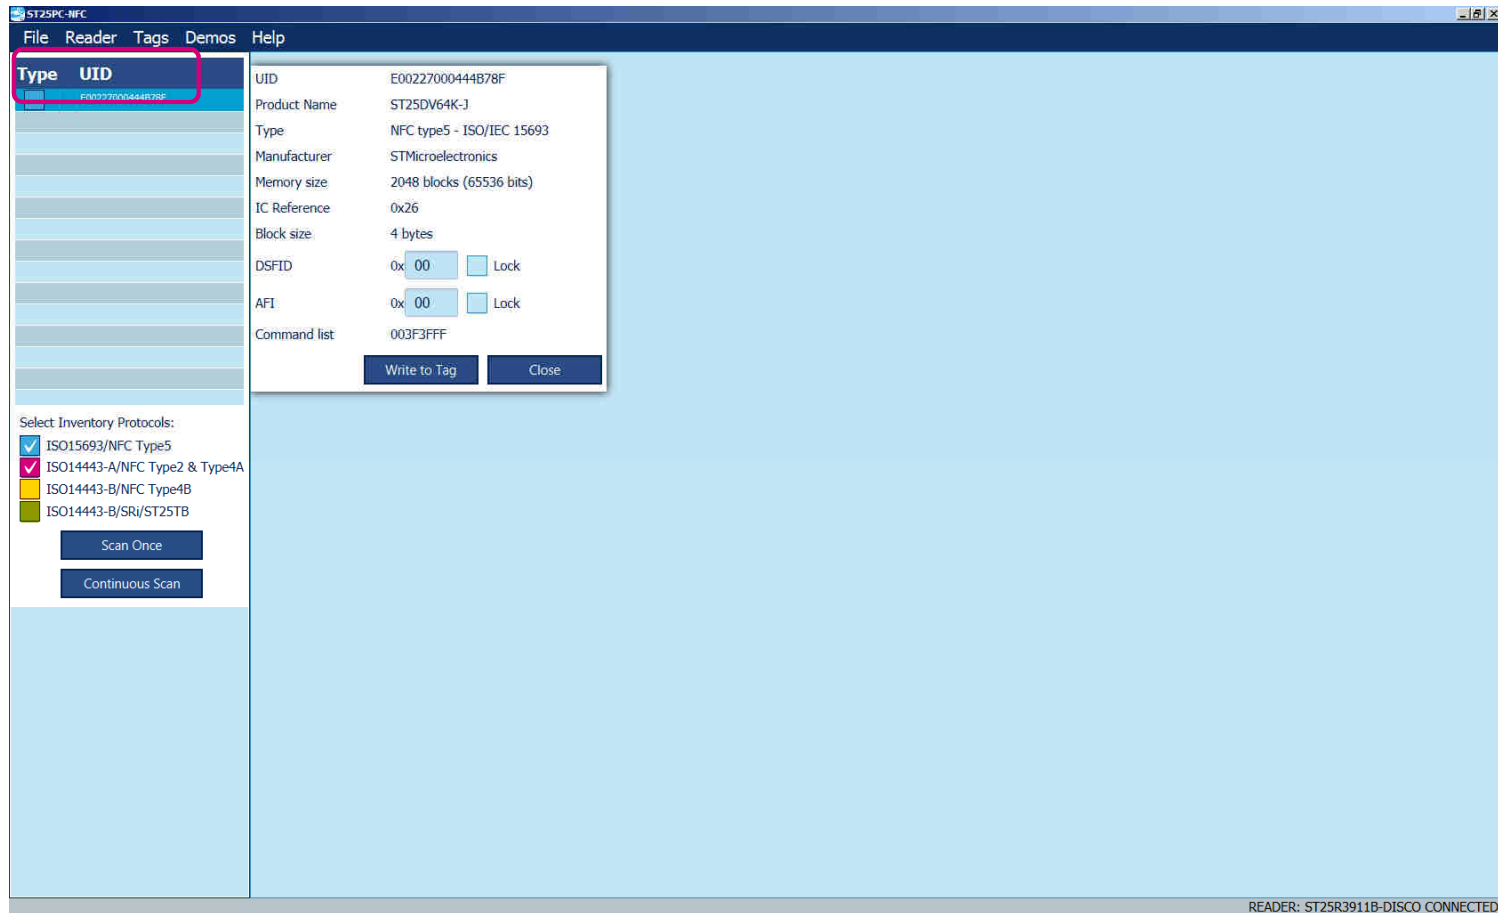 ST25PC-NFC
File Reader Tags Demos Help
Type UID
E00227000444B78F
UID E00227000444B78F
Product Name ST25DV64K-J
Type NFC type5 - ISO/IEC 15693
Manufacturer STMicroelectronics
Memory size 2048 blocks (65536 bits)
IC Reference 0x26
Block size 4 bytes
DSFID 0x 00 Lock
AFI 0x 00 Lock
Command list 003F3FFF
Write to Tag Close
Select Inventory Protocols:
ISO15693/NFC Type5
ISO14443-A/NFC Type2 & Type4A
ISO14443-B/NFC Type4B
ISO14443-B/SRi/ST25TB
Scan Once
Continuous Scan
READER: ST25R3911B-DISCO CONNECTED